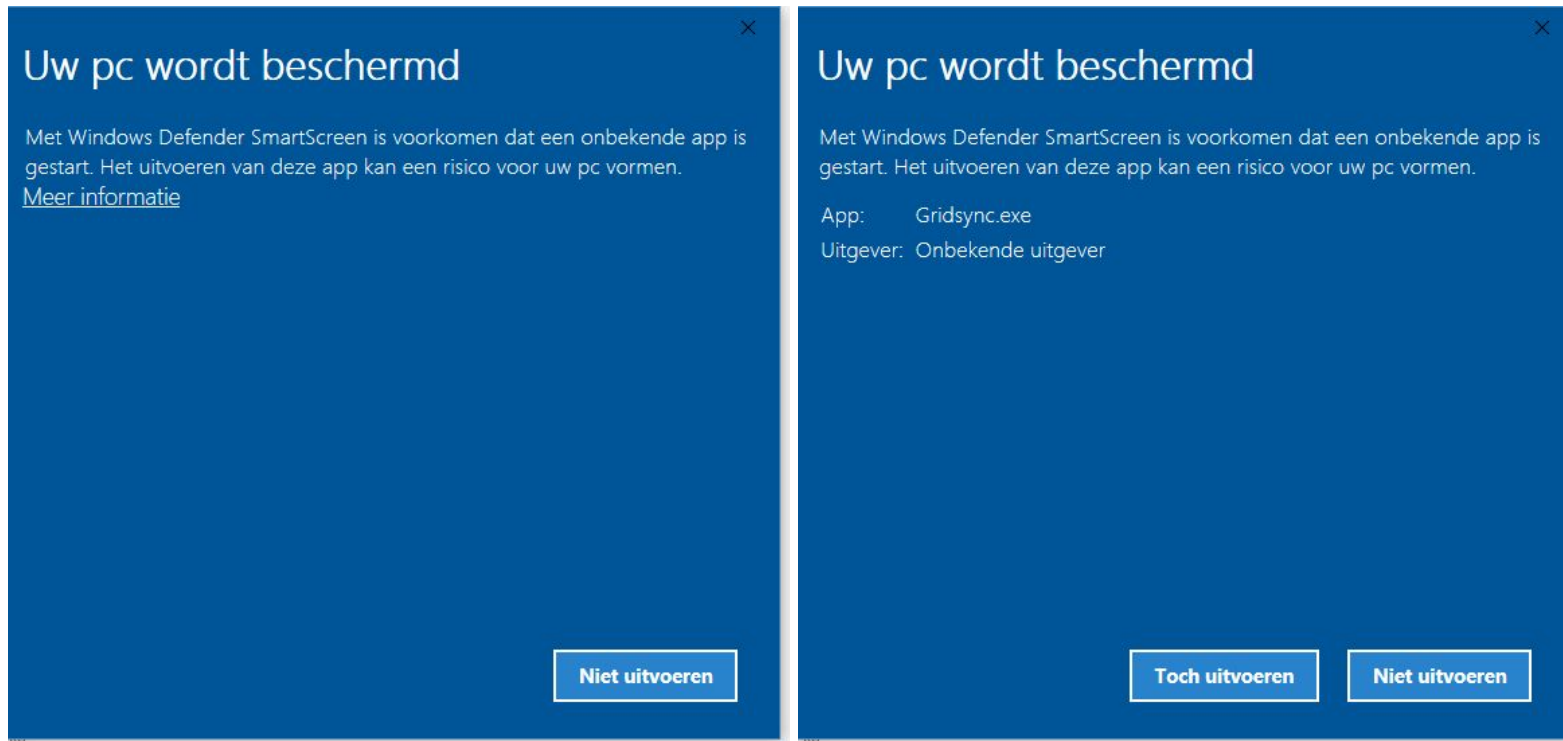 Uw pc wordt beschermd
Met Windows Defender SmartScreen is voorkomen dat een onbekende app is
gestart. Het uitvoeren van deze app kan een risico voor uw pc vormen.
Meer informatie
Niet uitvoeren
Uw pc wordt beschermd
Met Windows Defender SmartScreen is voorkomen dat een onbekende app is
gestart. Het uitvoeren van deze app kan een risico voor uw pc vormen.
App: Gridsync.exe
Uitgever: Onbekende uitgever
Toch uitvoeren Niet uitvoeren